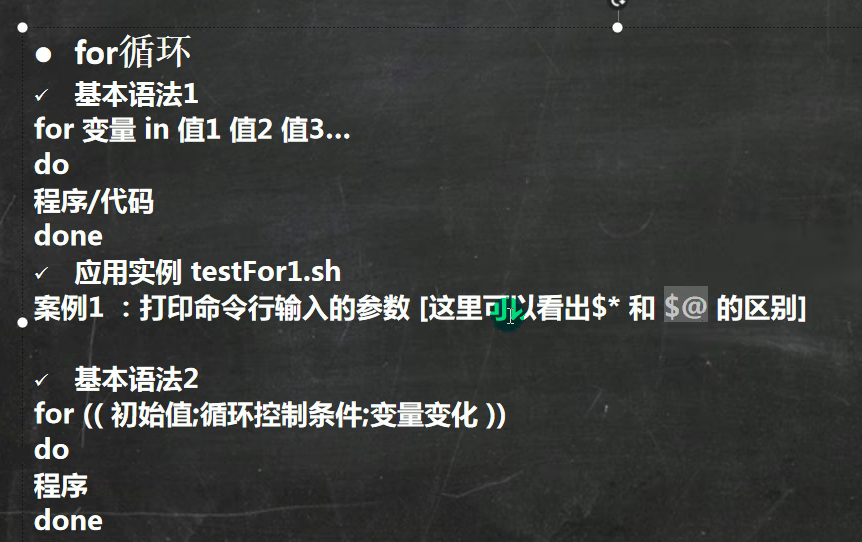 ● for循环
✓ 基本语法1
for 变量 in 值1 值2 值3...
do
程序/代码
done
✓ 应用实例 testFor1.sh
案例1 ：打印命令行输入的参数 [这里可以看出$* 和 $@ 的区别]
✓ 基本语法2
for (( 初始值;循环控制条件;变量变化 ))
do
程序
done